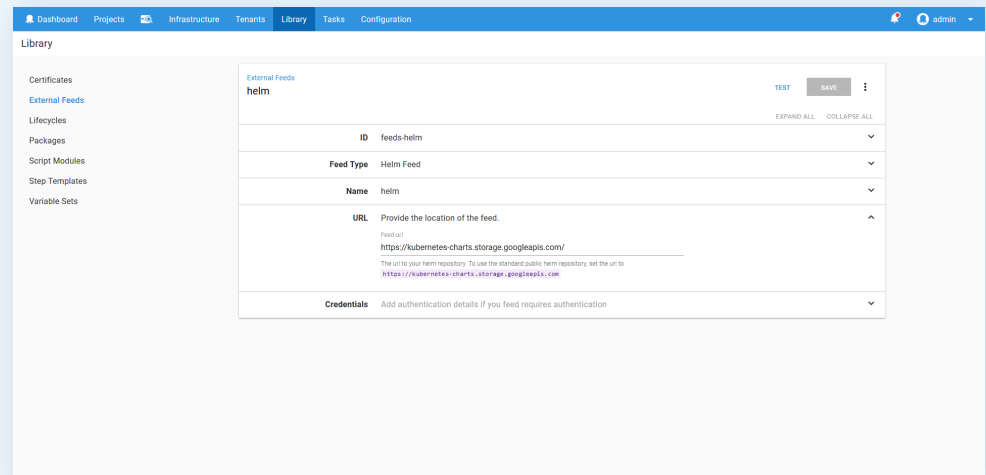 Dashboard Projects Infrastructure Tenants Library Tasks Configuration admin
Library
Certificates
External Feeds
Lifecycles
Packages
Script Modules
Step Templates
Variable Sets
External Feeds
helm
TEST SAVE
EXPAND ALL COLLAPSE ALL
ID feeds-helm
Feed Type Helm Feed
Name helm
URL Provide the location of the feed.
Feed url
https://kubernetes-charts.storage.googleapis.com/
The url to your helm repository. To use the standard public helm repository, set the url to
https://kubernetes-charts.storage.googleapis.com
Credentials Add authentication details if you feed requires authentication